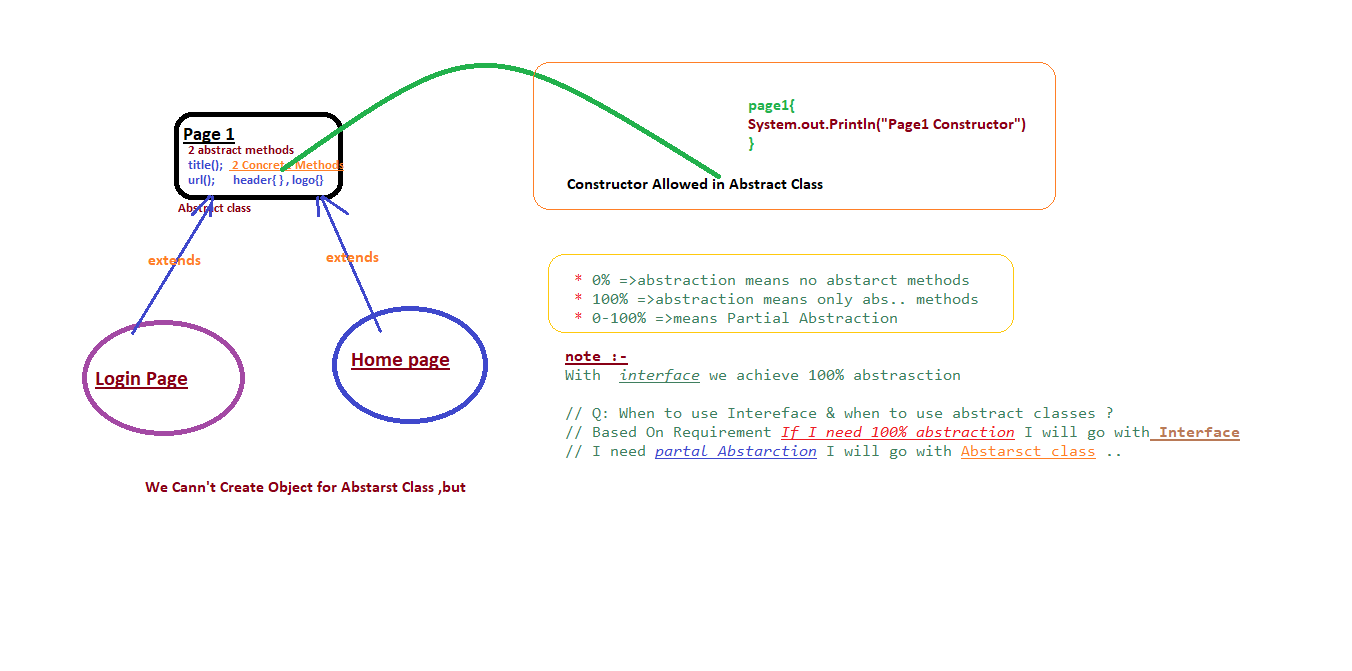 Page 1
2 abstract methods
title(); 2 Concrete Methods
url(); header{ } , logo{}
Abstract class
extends
extends
Login Page
Home page
We Cann't Create Object for Abstarst Class ,but
page1{
System.out.Println("Page1 Constructor")
}
Constructor Allowed in Abstract Class
* 0% =>abstraction means no abstarct methods
* 100% =>abstraction means only abs.. methods
* 0-100% =>means Partial Abstraction
note :-
With interface we achieve 100% abstrasction
// Q: When to use Intereface & when to use abstract classes ?
// Based On Requirement If I need 100% abstraction I will go with Interface
// I need partal Abstarction I will go with Abstarsct class ..